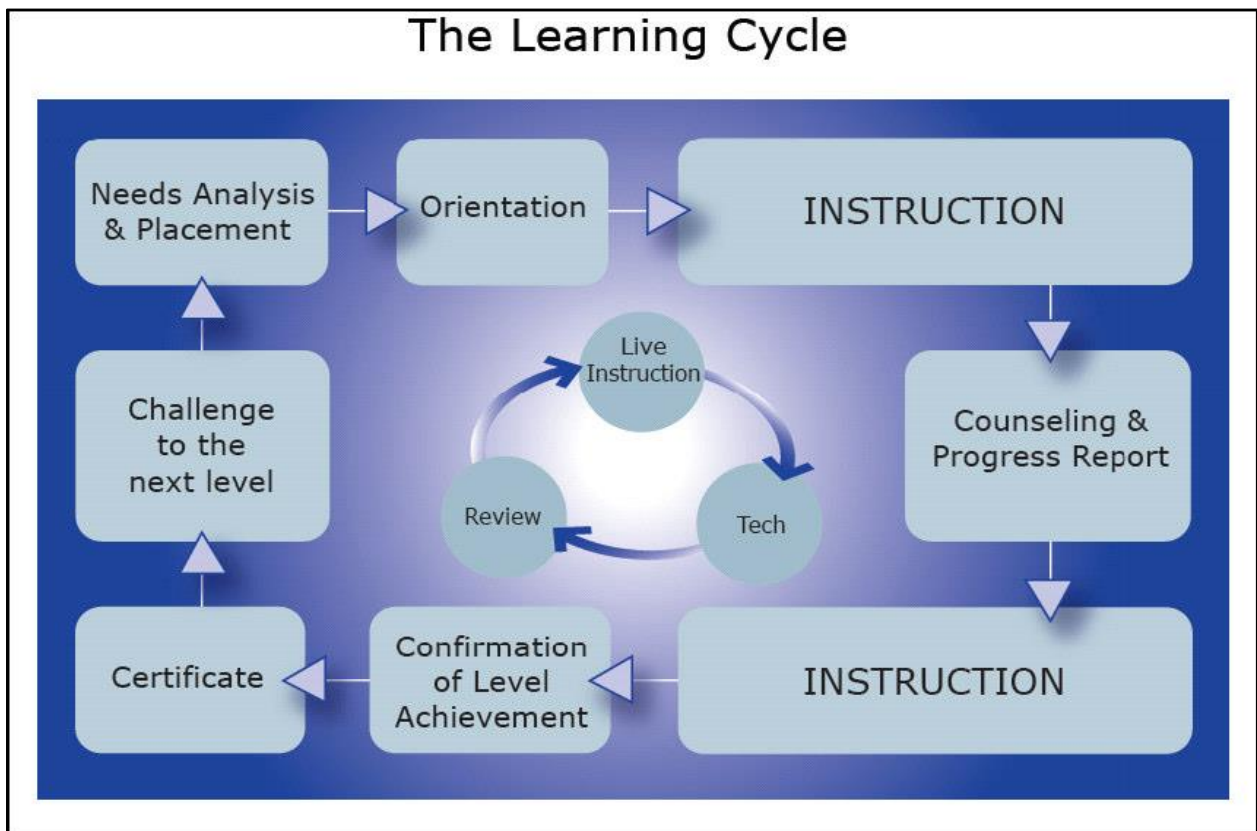 The Learning Cycle
Needs Analysis
& Placement
Orientation
INSTRUCTION
Live
Instruction
Challenge
to the
next level
Counseling &
Progress Report
Review
Tech
Certificate
Confirmation
of Level
Achievement
INSTRUCTION